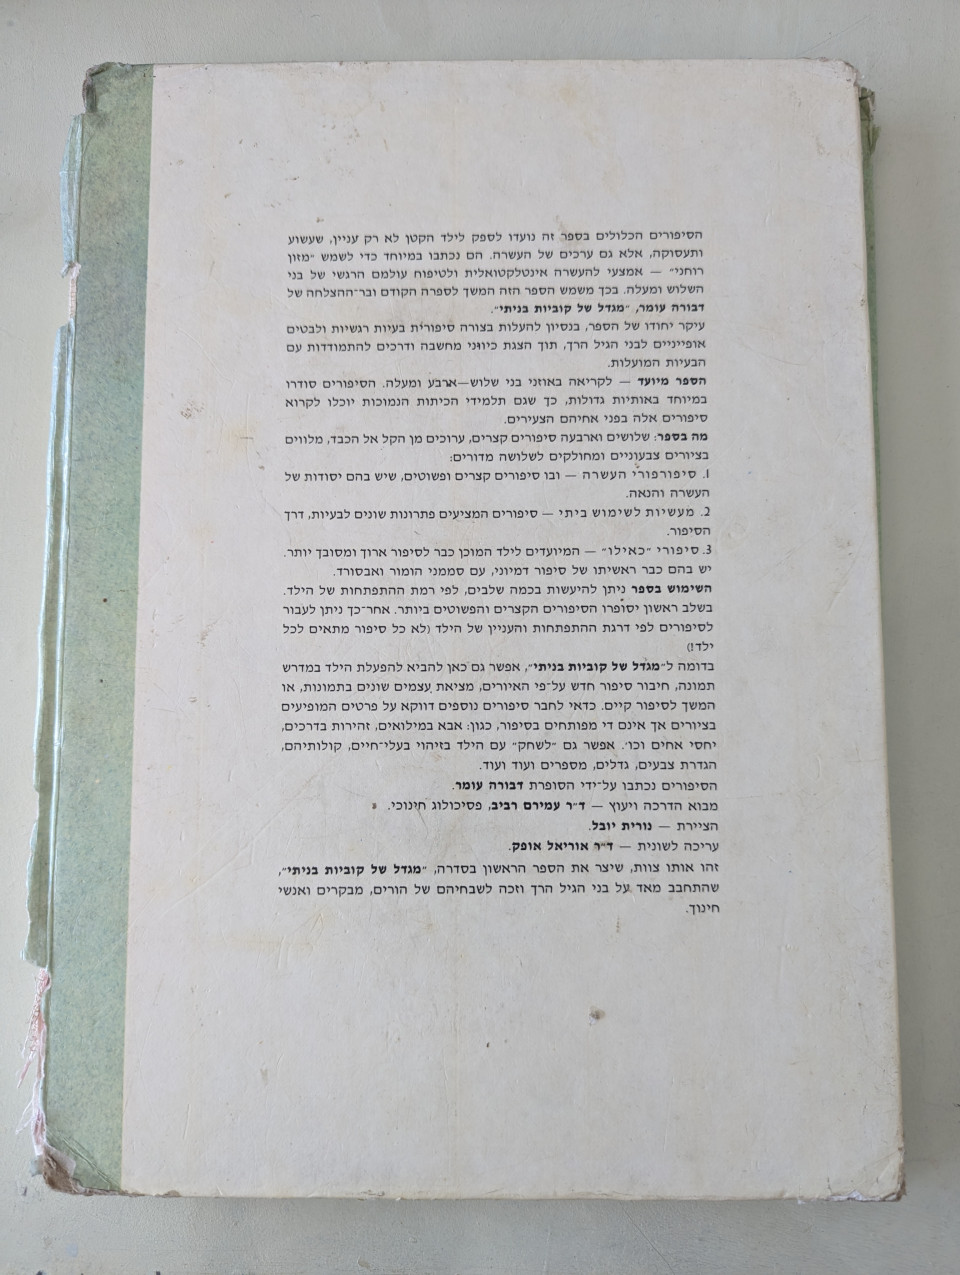 הסיפורים הכלולים בספר זה נועדו לספק לילד הקטן לא רק עניין, שעשוע
ותעסוקה, אלא גם ערכים של העשרה. הם נכתבו במיוחד כדי לשמש ״מזון
רוחני״ — אמצעי להעשרה אינטלקטואלית ולטיפוח עולמם הרגשי של בני
השלוש ומעלה. בכך משמש הספר הזה המשך לספרה הקודם ובר־ההצלחה של
דבורה עומר, ״מגדל של קוביות בניתי״.
עיקר יחודו של הספר, בנסיון להעלות בצורה סיפורית בעיות רגשיות ולבטים
אופייניים לבני הגיל הרך, תוך הצגת כיווני מחשבה ודרכים להתמודדות עם
הבעיות המועלות.
הספר מיועד — לקריאה באוזני בני שלוש—ארבע ומעלה. הסיפורים סודרו
במיוחד באותיות גדולות, כך שגם תלמידי הכיתות הנמוכות יוכלו לקרוא
סיפורים אלה בפני אחיהם הצעירים.
מה בספר: שלושים וארבעה סיפורים קצרים, ערוכים מן הקל אל הכבד, מלווים
בציורים צבעוניים ומחולקים לשלושה מדורים:
1. סיפורפורי העשרה — ובו סיפורים קצרים ופשוטים, שיש בהם יסודות של
העשרה והנאה.
2. מעשיות לשימוש ביתי — סיפורים המציעים פתרונות שונים לבעיות, דרך
הסיפור.
3. סיפורי ״כאילו״ — המיועדים לילד המוכן כבר לסיפור ארוך ומסובך יותר.
יש בהם כבר ראשיתו של סיפור דמיוני, עם סממני הומור ואבסורד.
השימוש בספר ניתן להיעשות בכמה שלבים, לפי רמת ההתפתחות של הילד.
בשלב ראשון יסופרו הסיפורים הקצרים והפשוטים ביותר. אחר־כך ניתן לעבור
לסיפורים לפי דרגת ההתפתחות והעניין של הילד (לא כל סיפור מתאים לכל
ילד!)
בדומה ל״מגדל של קוביות בניתי״, אפשר גם כאן להביא להפעלת הילד במדרש
תמונה, חיבור סיפור חדש על־פי האיורים, מציאת עצמים שונים בתמונות, או
המשך לסיפור קיים. כדאי לחבר סיפורים נוספים דווקא על פרטים המופיעים
בציורים אך אינם די מפותחים בסיפור, כגון: אבא במילואים, זהירות בדרכים,
יחסי אחים וכו׳. אפשר גם ״לשחק״ עם הילד בזיהוי בעלי־חיים, קולותיהם,
הגדרת צבעים, גדלים, מספרים ועוד ועוד.
הסיפורים נכתבו על־ידי הסופרת דבורה עומר.
מבוא הדרכה ויעוץ — ד״ר עמירם רביב, פסיכולוג חינוכי.
הציירת — נורית יובל.
עריכה לשונית — ד״ר אוריאל אופק.
זהו אותו צוות, שיצר את הספר הראשון בסדרה, ״מגדל של קוביות בניתי״,
שהתחבב מאד על בני הגיל הרך וזכה לשבחיהם של הורים, מבקרים ואנשי
חינוך.